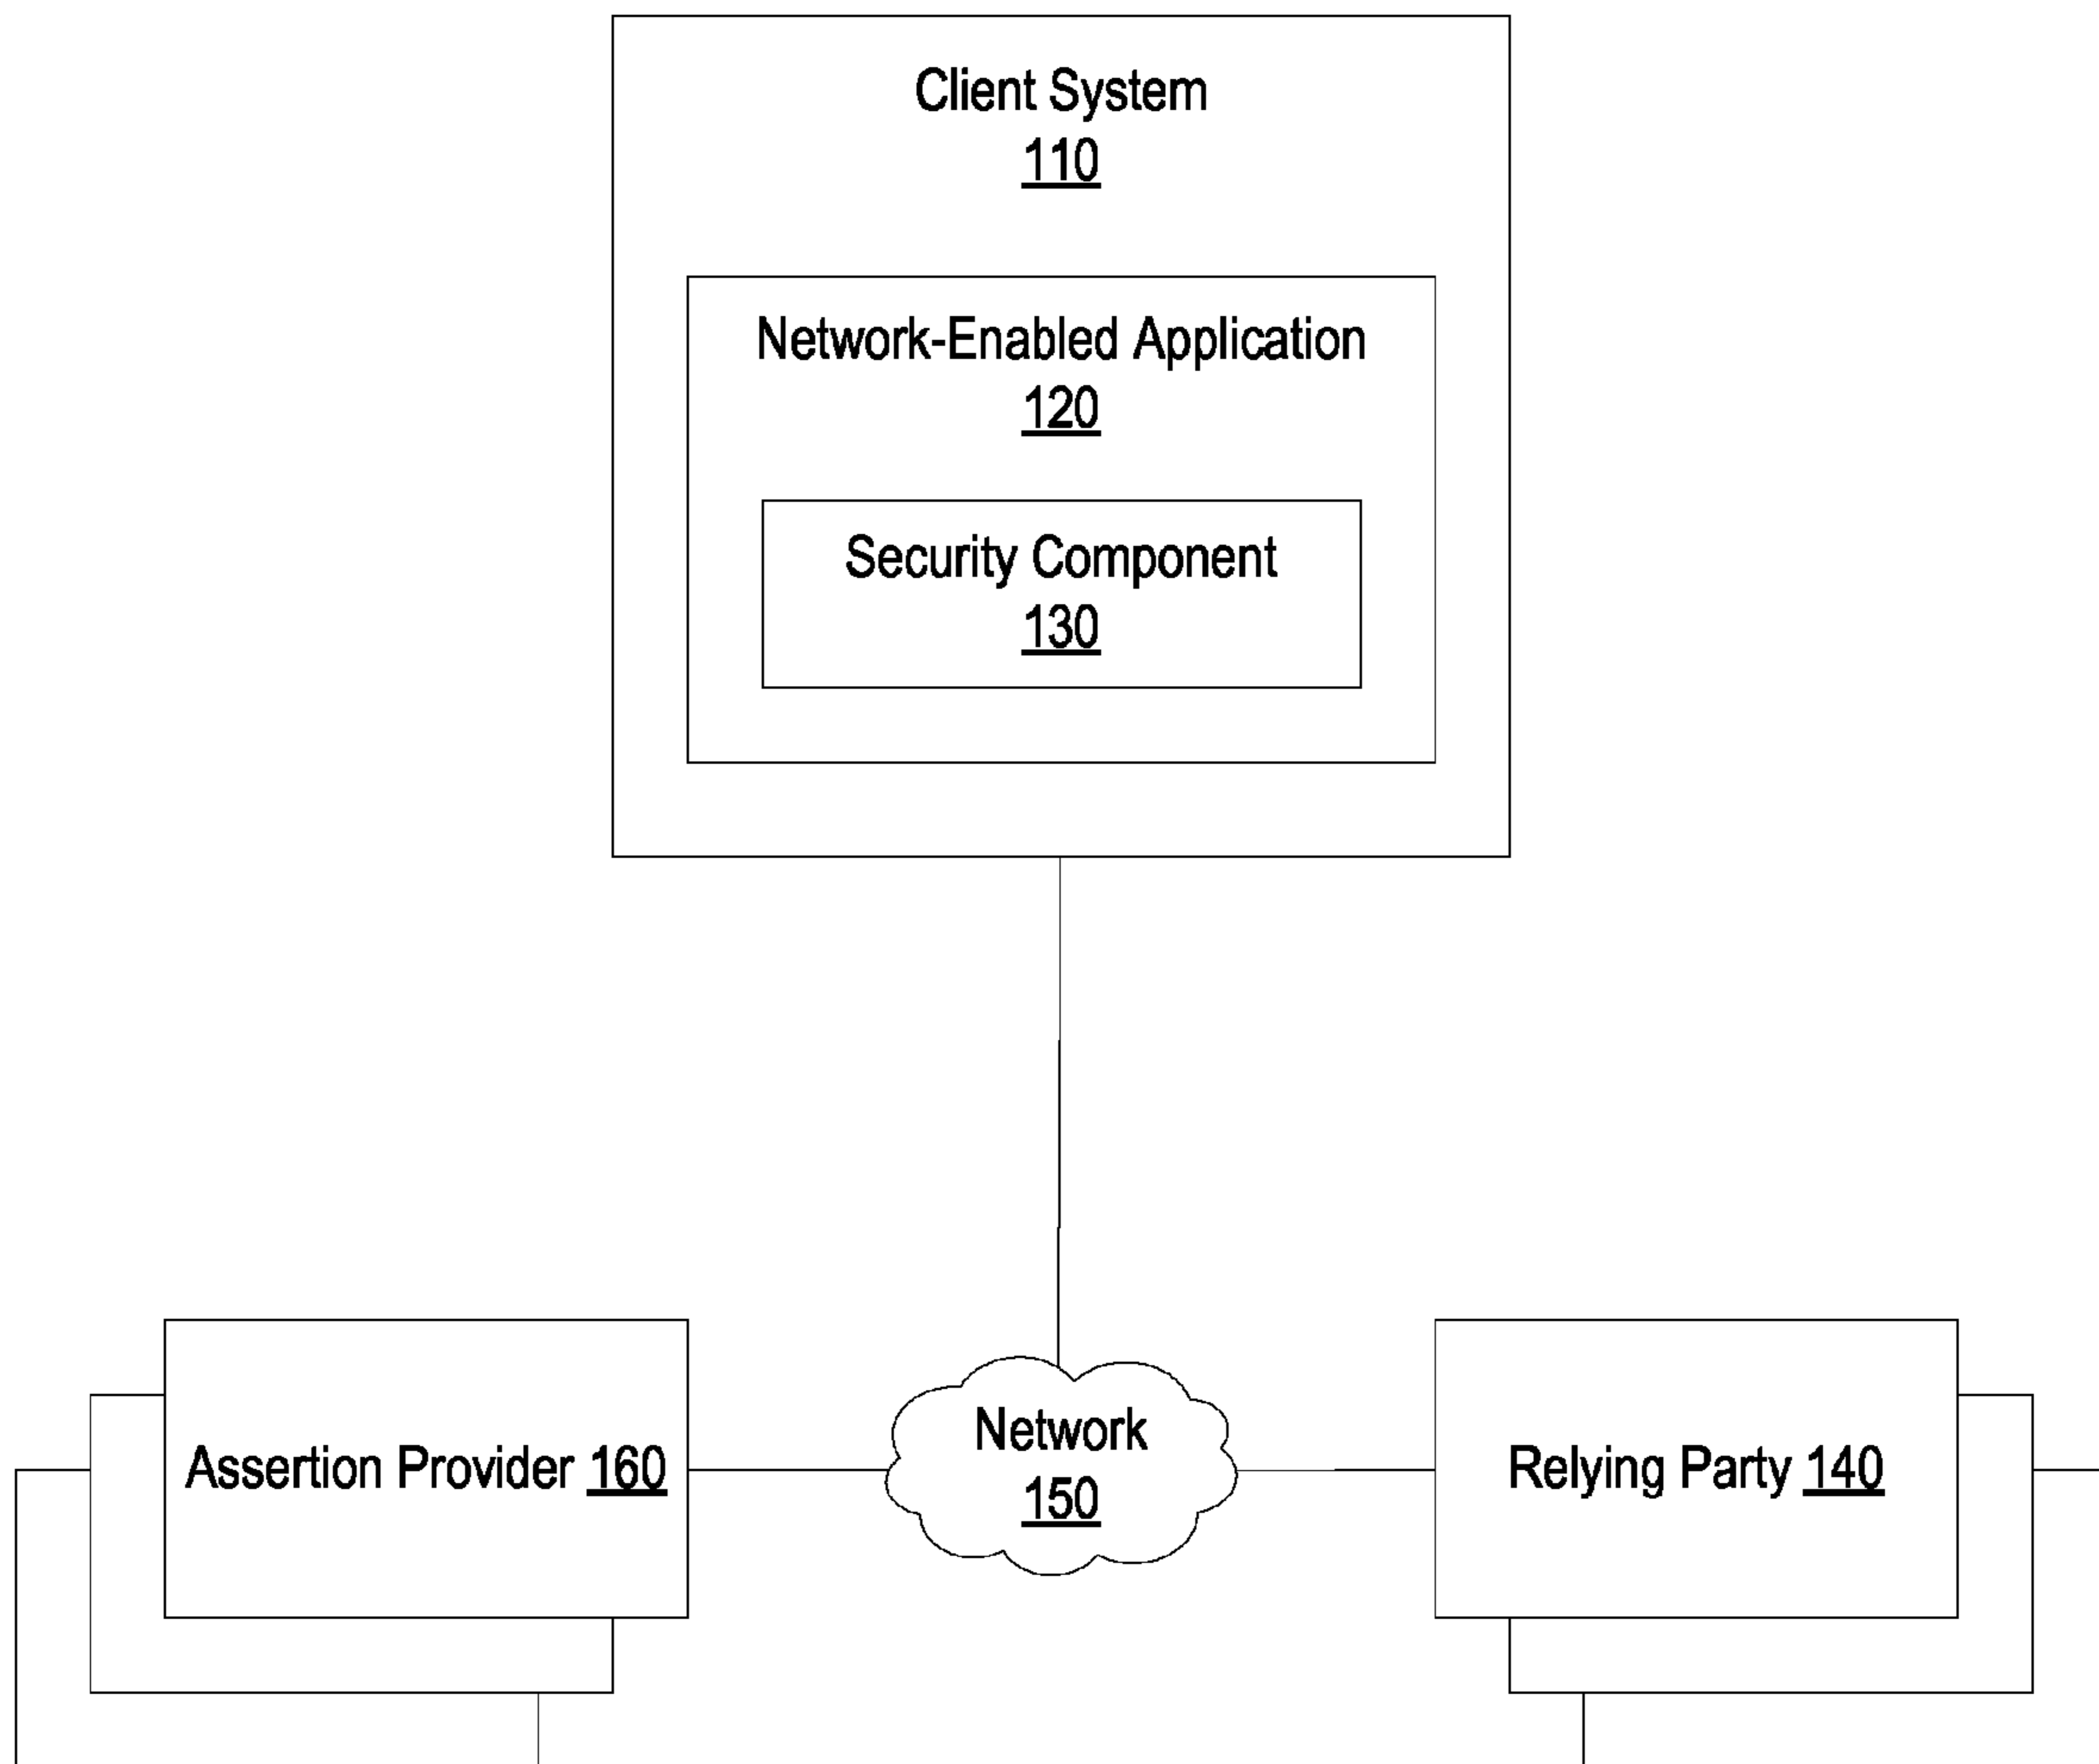 Client System
110
Network-Enabled Application
120
Security Component
130
Network
150
Assertion Provider 160
Relying Party 140